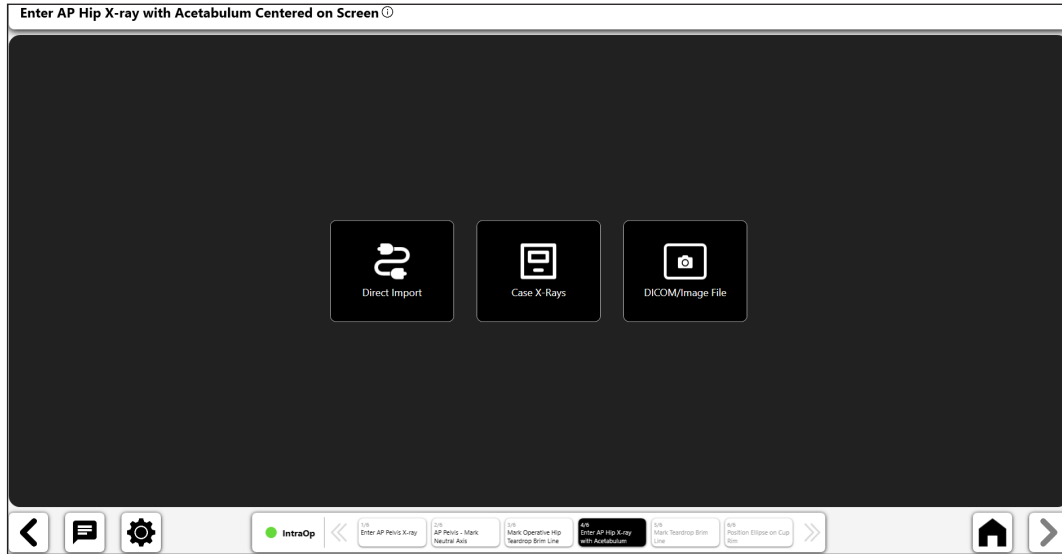 Enter AP Hip X-ray with Acetabulum Centered on Screen
Direct Import
Case X-Rays
DICOM/Image File
IntraOp
1/6
Enter AP Pelvis X-ray
2/6
AP Pelvis - Mark
Neutral Axis
3/6
Mark Operative Hip
Teardrop Brim Line
4/6
Enter AP Hip X-ray
with Acetabulum
5/6
Mark Teardrop Brim
Line
6/6
Position Ellipse on Cup
Rim